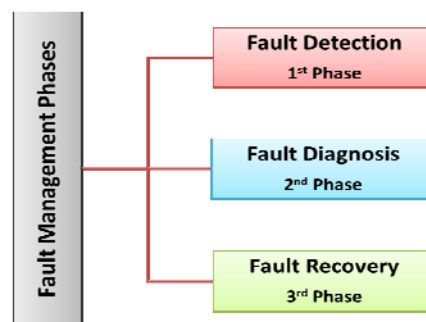 Fault Management Phases
Fault Detection
1st Phase
Fault Diagnosis
2nd Phase
Fault Recovery
3rd Phase